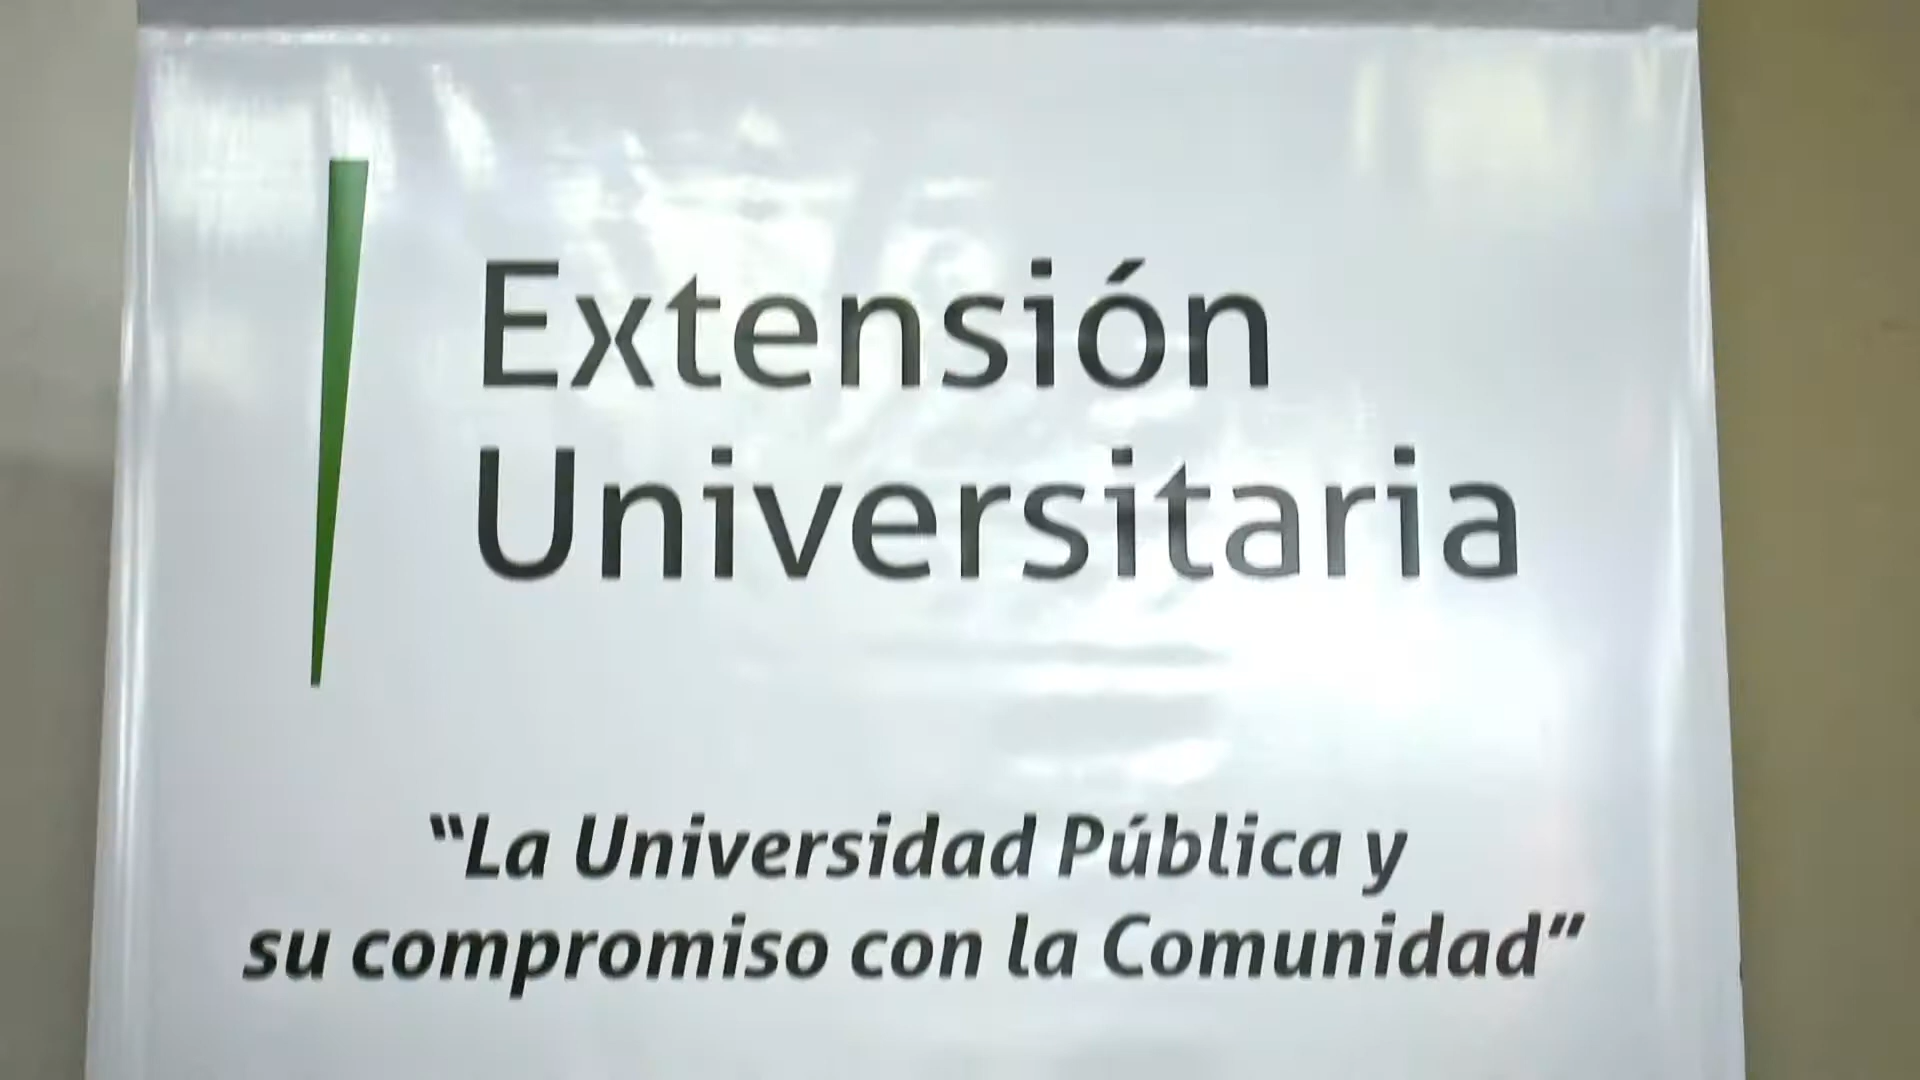 Extensión
Universitaria
“La Universidad Pública y
su compromiso con la Comunidad”